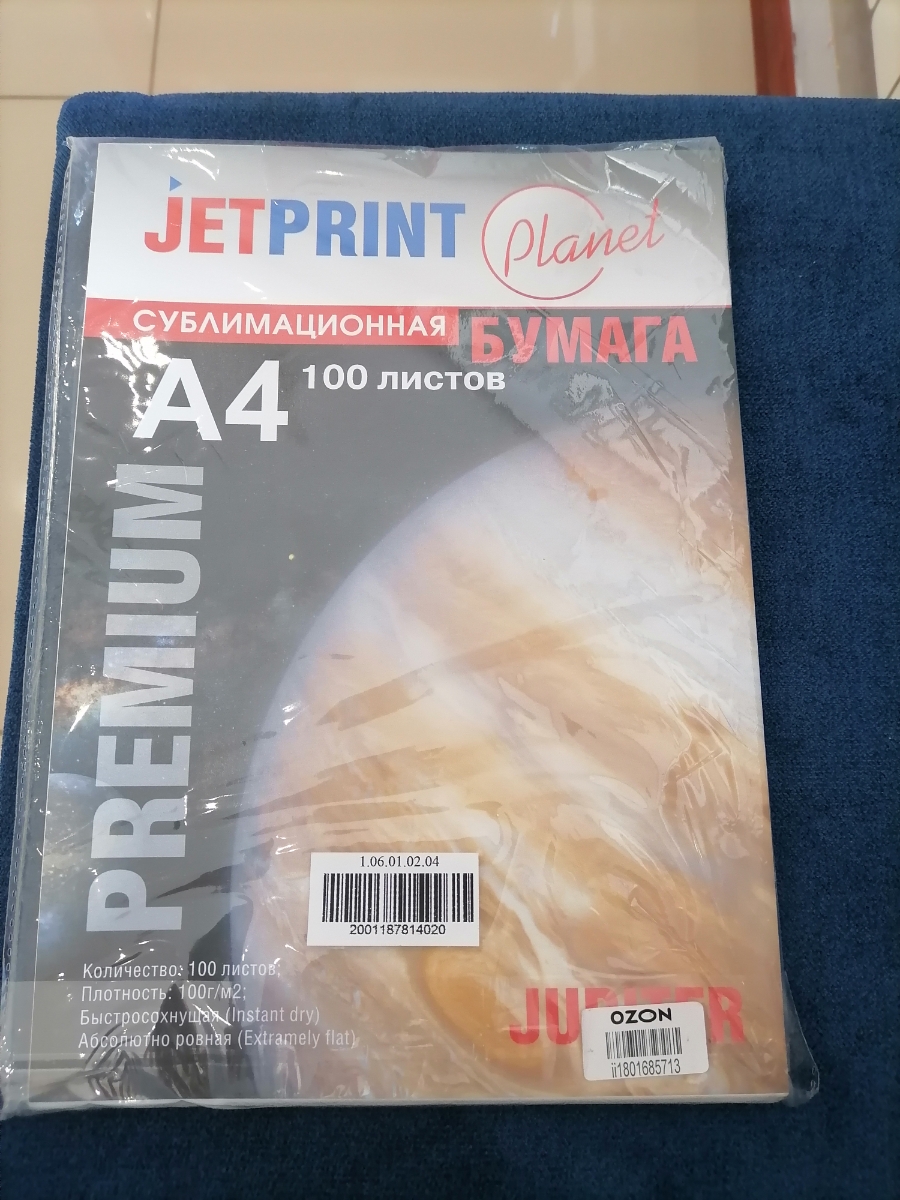 JETPRINT Planet
СУБЛИМАЦИОННАЯ БУМАГА
A4 100 листов
PREMIUM
1.06.01.02.04
2001187814020
Количество: 100 листов;
Плотность: 100г/м2;
Быстросохнущая (Instant dry)
Абсолютно ровная (Extramely flat)
JUPITER
OZON
ii1801685713